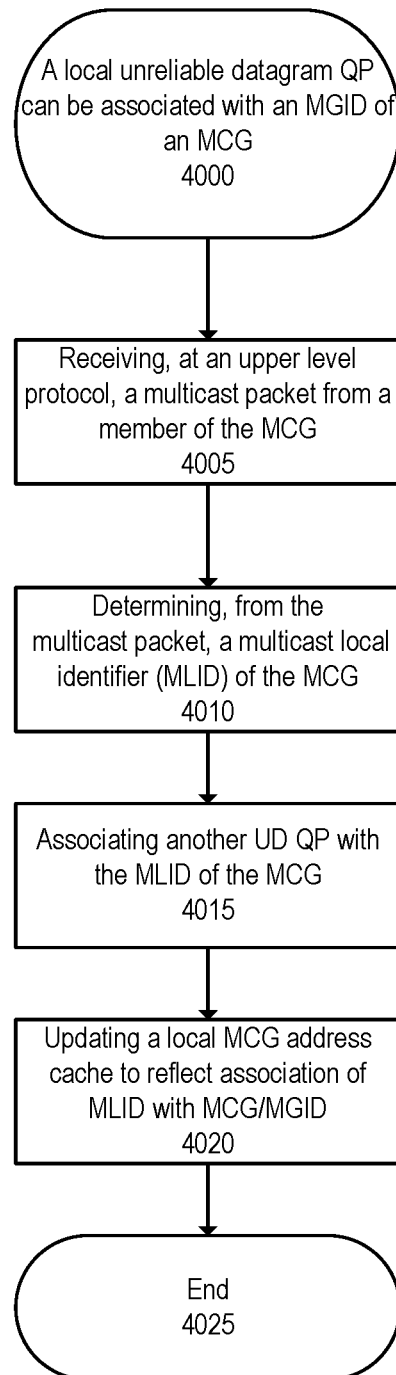 A local unreliable datagram QP
can be associated with an MGID of
an MCG
4000
Receiving, at an upper level
protocol, a multicast packet from a
member of the MCG
4005
Determining, from the
multicast packet, a multicast local
identifier (MLID) of the MCG
4010
Associating another UD QP with
the MLID of the MCG
4015
Updating a local MCG address
cache to reflect association of
MLID with MCG/MGID
4020
End
4025